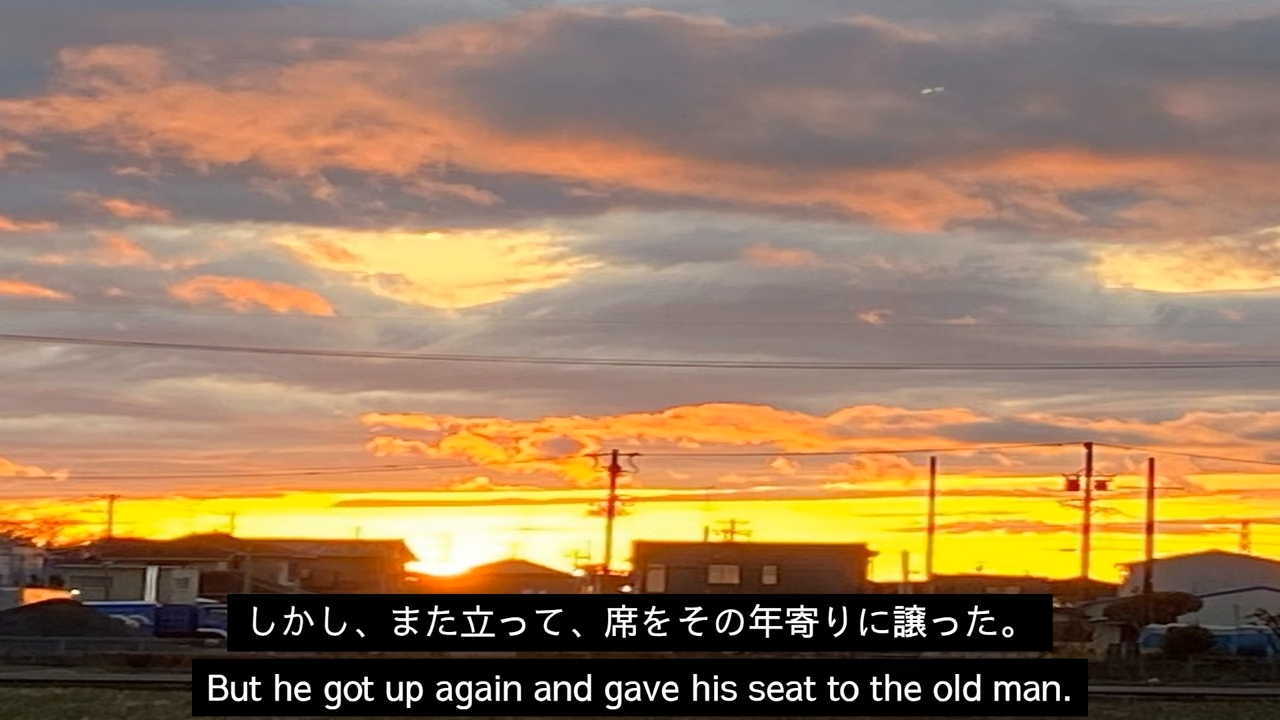 しかし、また立って、席をその年寄りに譲った。
But he got up again and gave his seat to the old man.